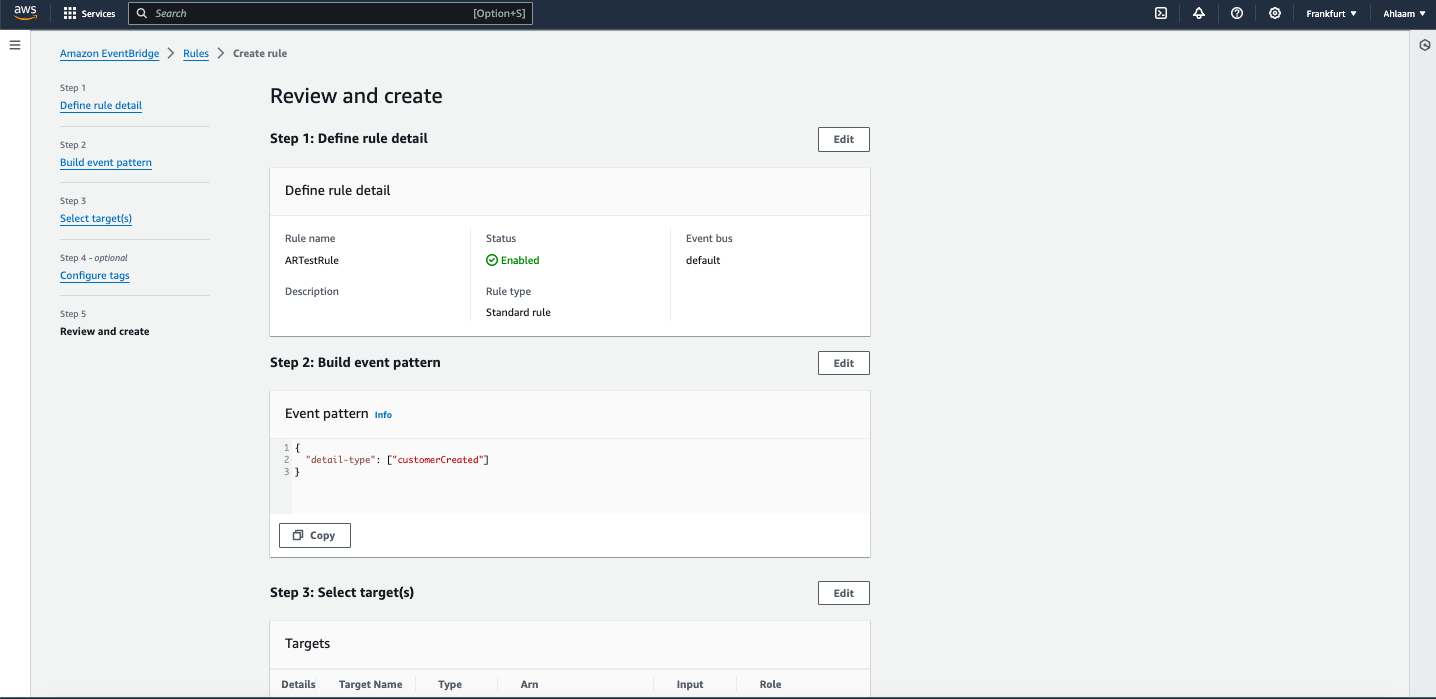 aws
Services
Search
[Option+S]
Frankfurt
Ahlaam
Amazon EventBridge
Rules
Create rule
Step 1
Define rule detail
Step 2
Build event pattern
Step 3
Select target(s)
Step 4 - optional
Configure tags
Step 5
Review and create
Review and create
Step 1: Define rule detail
Edit
Define rule detail
Rule name
ARTestRule
Description
Status
Enabled
Rule type
Standard rule
Event bus
default
Step 2: Build event pattern
Edit
Event pattern Info
1 {
2 "detail-type": ["customerCreated"]
3 }
Copy
Step 3: Select target(s)
Edit
Targets
Details Target Name Type Arn Input Role